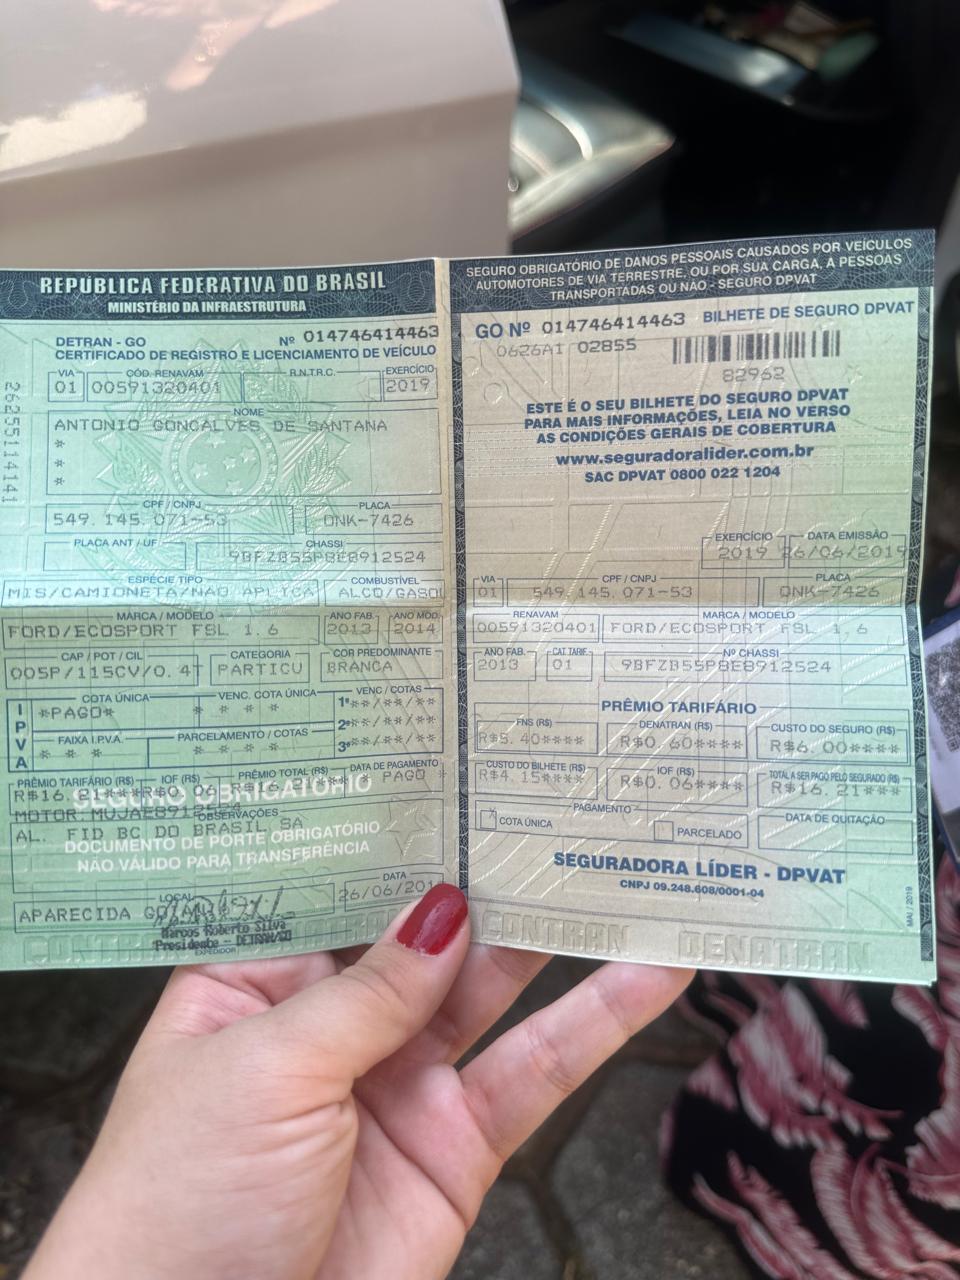 REPÚBLICA FEDERATIVA DO BRASIL
MINISTÉRIO DA INFRAESTRUTURA
DETRAN - GO Nº 014746414463
CERTIFICADO DE REGISTRO E LICENCIAMENTO DE VEÍCULO
VIA CÓD. RENAVAM R.N.T.R.C. EXERCÍCIO
01 00591320401 2019
NOME
ANTONIO GONCALVES DE SANTANA
*
*
*
CPF / CNPJ PLACA
549.145.071-53 ONK-7426
PLACA ANT / UF CHASSI
9BFZB55P8E8912524
ESPÉCIE TIPO COMBUSTÍVEL
MIS/CAMIONETA/NAO APLICA ALCO/GASOL
MARCA / MODELO ANO FAB. ANO MOD.
FORD/ECOSPORT FSL 1.6 2013 2014
CAP / POT / CIL CATEGORIA COR PREDOMINANTE
005P/115CV/0.4T PARTICU BRANCA
IPVA
COTA ÚNICA VENC. COTA ÚNICA VENC / COTAS
*PAGO* * * * * 1ª**/**/**
2ª**/**/**
FAIXA I.P.V.A. PARCELAMENTO / COTAS
* * * * * * * 3ª**/**/**
PRÊMIO TARIFÁRIO (R$) IOF (R$) PRÊMIO TOTAL (R$) DATA DE PAGAMENTO
PAGO
SEGURO OBRIGATÓRIO
OBSERVAÇÕES
AL. FID BC DO BRASIL SA
DOCUMENTO DE PORTE OBRIGATÓRIO
NÃO VÁLIDO PARA TRANSFERÊNCIA
LOCAL DATA
26/06/201
APARECIDA
Marcos Roberto Silva
Presidente - DETRAN/GO
EXPEDIDOR
CONTRAN DENATRAN
SEGURO OBRIGATÓRIO DE DANOS PESSOAIS CAUSADOS POR VEÍCULOS
AUTOMOTORES DE VIA TERRESTRE, OU POR SUA CARGA, A PESSOAS
TRANSPORTADAS OU NÃO - SEGURO DPVAT
GO Nº 014746414463 BILHETE DE SEGURO DPVAT
0626A1 02855
82962
ESTE É O SEU BILHETE DO SEGURO DPVAT
PARA MAIS INFORMAÇÕES, LEIA NO VERSO
AS CONDIÇÕES GERAIS DE COBERTURA
www.seguradoralider.com.br
SAC DPVAT 0800 022 1204
EXERCÍCIO DATA EMISSÃO
2019 26/06/2019
VIA CPF / CNPJ PLACA
01 549.145.071-53 ONK-7426
RENAVAM MARCA / MODELO
00591320401 FORD/ECOSPORT FSL 1.6
ANO FAB. CAT. TARIF. Nº CHASSI
2013 01 9BFZB55P8E8912524
PRÊMIO TARIFÁRIO
FNS (R$) DENATRAN (R$) CUSTO DO SEGURO (R$)
R$5.40**** R$0.60**** R$6.00****
CUSTO DO BILHETE (R$) IOF (R$) TOTAL A SER PAGO PELO SEGURADO (R$)
R$4.15**** R$0.06**** R$16.21***
PAGAMENTO DATA DE QUITAÇÃO
X COTA ÚNICA PARCELADO
SEGURADORA LÍDER - DPVAT
CNPJ 09.248.608/0001-04
MAI / 2019
CONTRAN DENATRAN